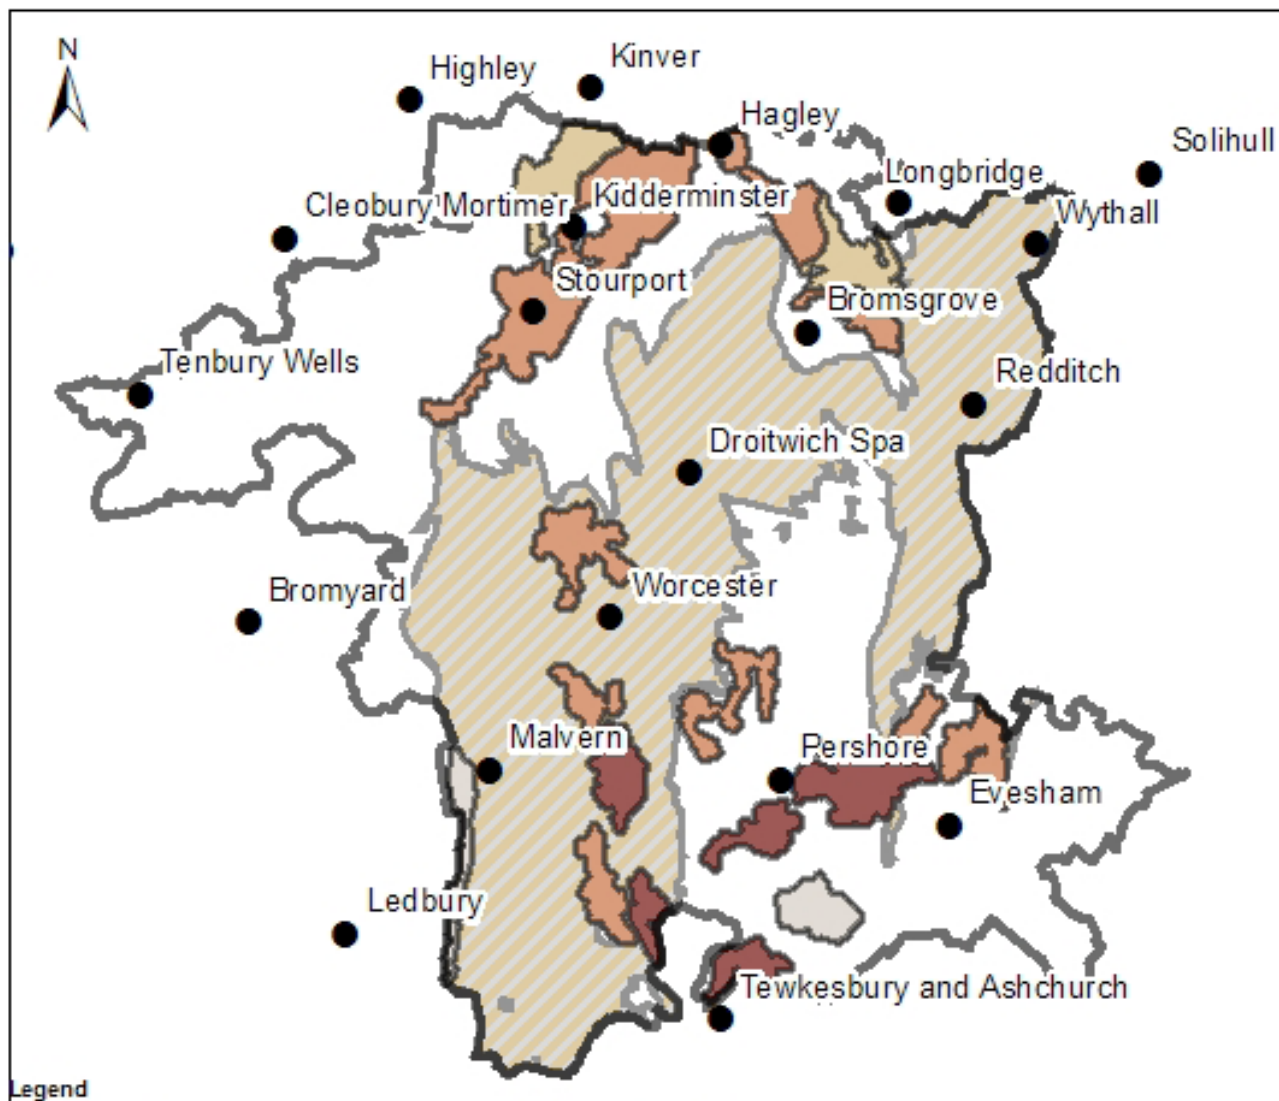 N
Kinver
Highley
Hagley
Solihull
Longbridge
Cleobury Mortimer
Kidderminster
Wythall
Stourport
Bromsgrove
Tenbury Wells
Redditch
Droitwich Spa
Bromyard
Worcester
Malvern
Pershore
Evesham
Ledbury
Tewkesbury and Ashchurch
Legend